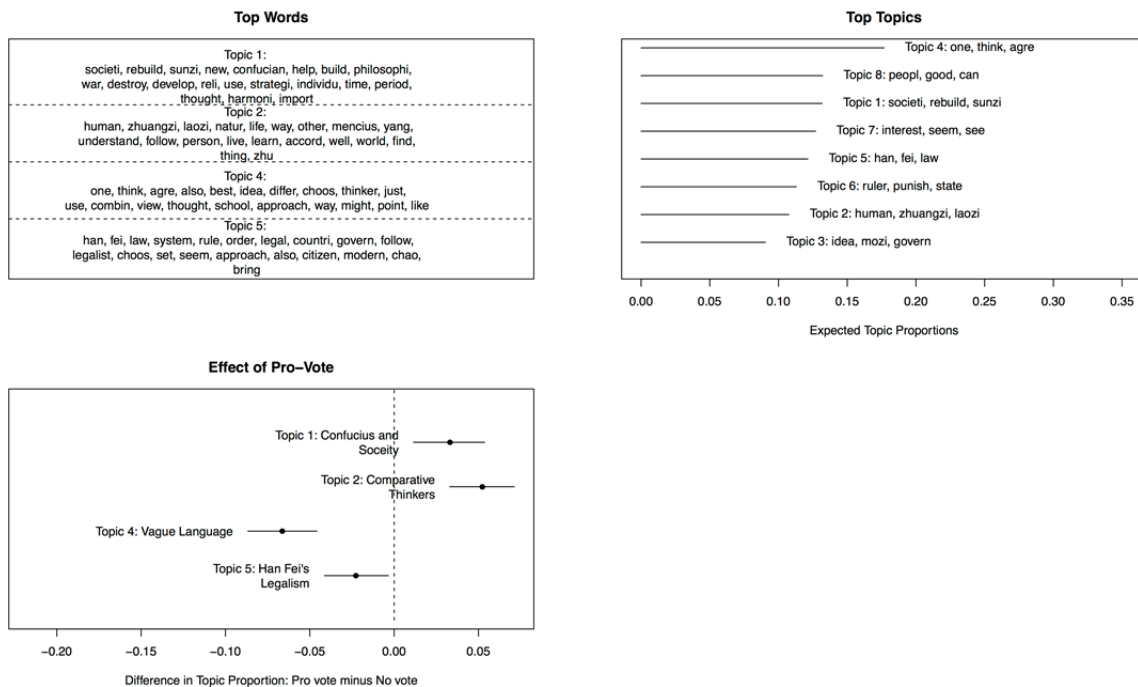 Top Words
Topic 1:
societi, rebuild, sunzi, new, confucian, help, build, philosophi,
war, destroy, develop, reli, use, strategi, individu, time, period,
thought, harmoni, import
Topic 2:
human, zhuangzi, laozi, natur, life, way, other, mencius, yang,
understand, follow, person, live, learn, accord, well, world, find,
thing, zhu
Topic 4:
one, think, agre, also, best, idea, differ, choos, thinker, just,
use, combin, view, thought, school, approach, way, might, point, like
Topic 5:
han, fei, law, system, rule, order, legal, countri, govern, follow,
legalist, choos, set, seem, approach, also, citizen, modern, chao,
bring
Top Topics
Topic 4: one, think, agre
Topic 8: peopl, good, can
Topic 1: societi, rebuild, sunzi
Topic 7: interest, seem, see
Topic 5: han, fei, law
Topic 6: ruler, punish, state
Topic 2: human, zhuangzi, laozi
Topic 3: idea, mozi, govern
0.00 0.05 0.10 0.15 0.20 0.25 0.30 0.35
Expected Topic Proportions
Effect of Pro−Vote
Topic 1: Confucius and
Soceity
Topic 2: Comparative
Thinkers
Topic 4: Vague Language
Topic 5: Han Fei's
Legalism
−0.20 −0.15 −0.10 −0.05 0.00 0.05
Difference in Topic Proportion: Pro vote minus No vote